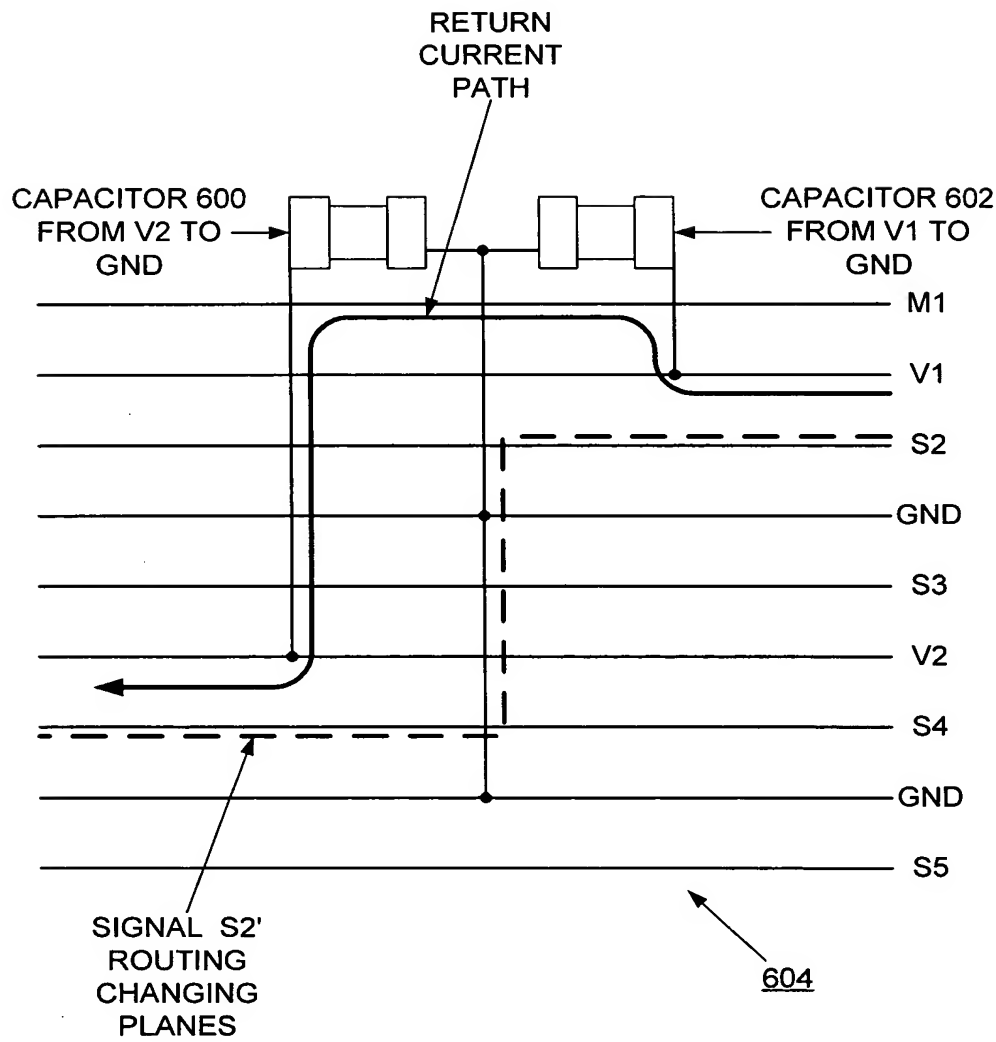 RETURN
CURRENT
PATH
CAPACITOR 600
FROM V2 TO
GND
CAPACITOR 602
FROM V1 TO
GND
M1
V1
S2
GND
S3
V2
S4
GND
S5
SIGNAL S2'
ROUTING
CHANGING
PLANES
604